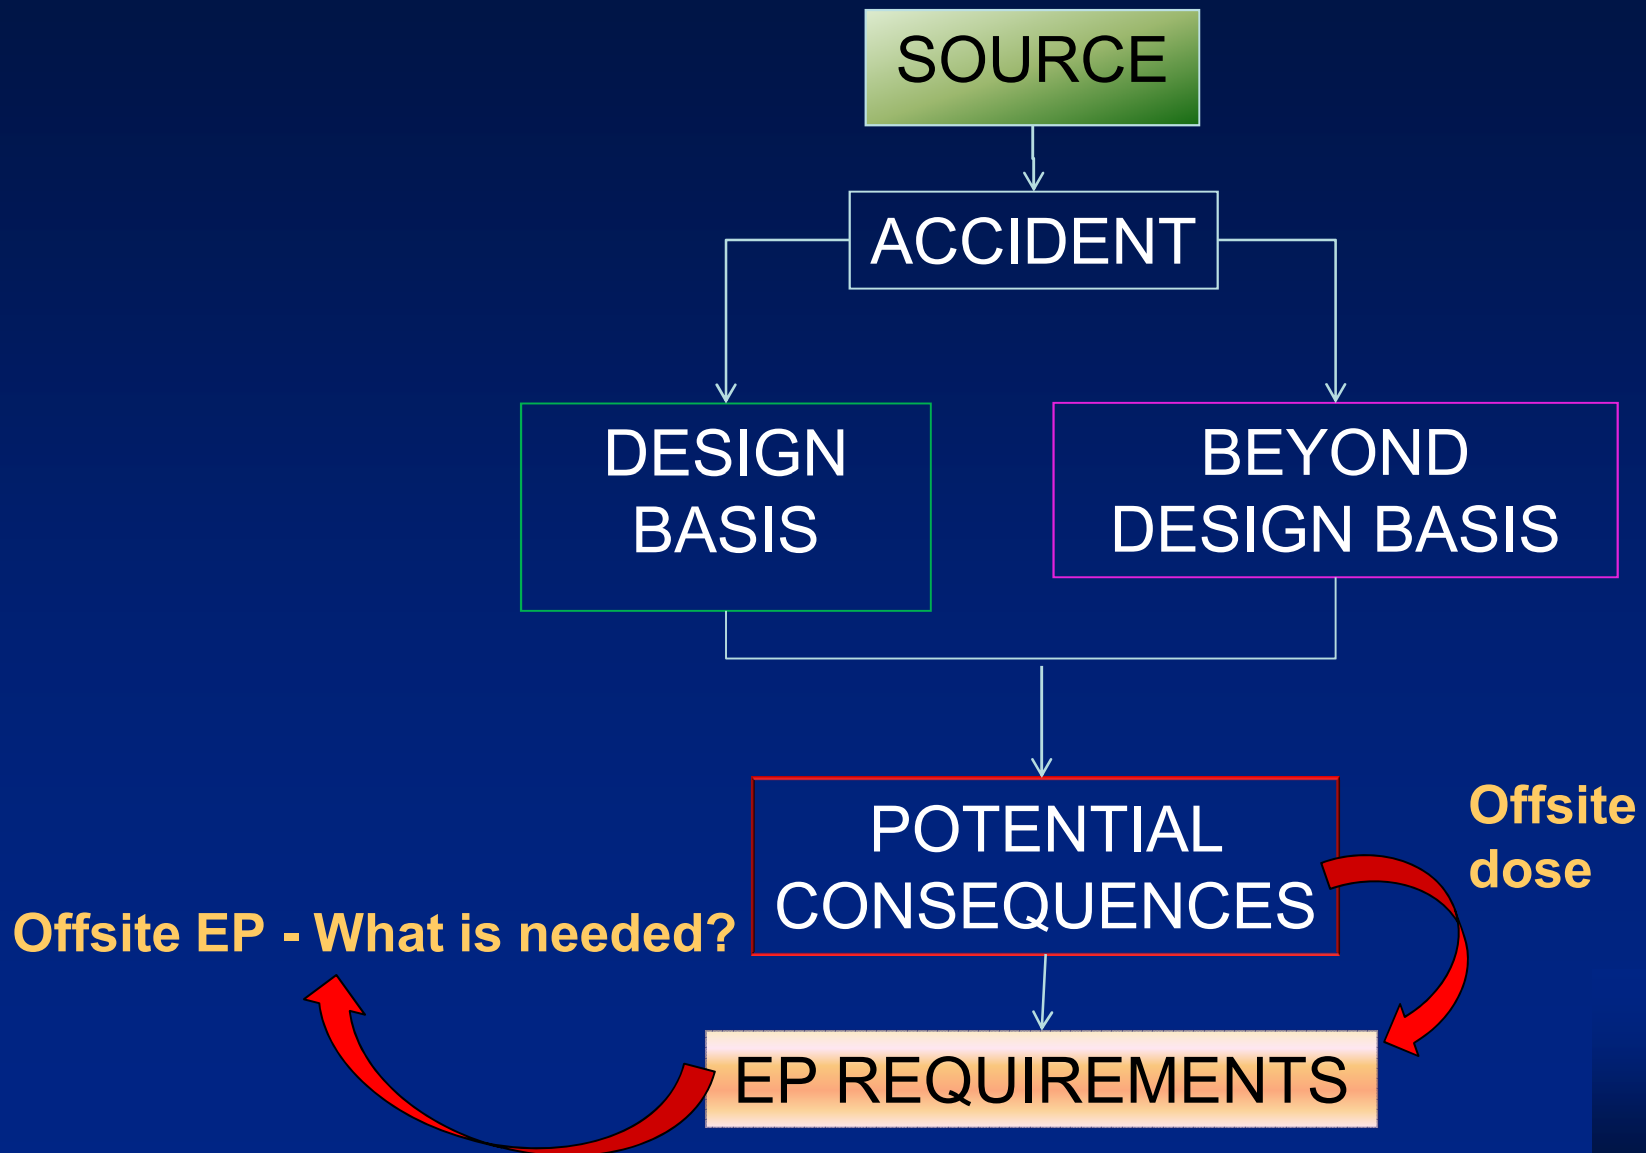 SOURCE
ACCIDENT
DESIGN
BASIS
BEYOND
DESIGN BASIS
POTENTIAL
CONSEQUENCES
Offsite
dose
Offsite EP - What is needed?
EP REQUIREMENTS